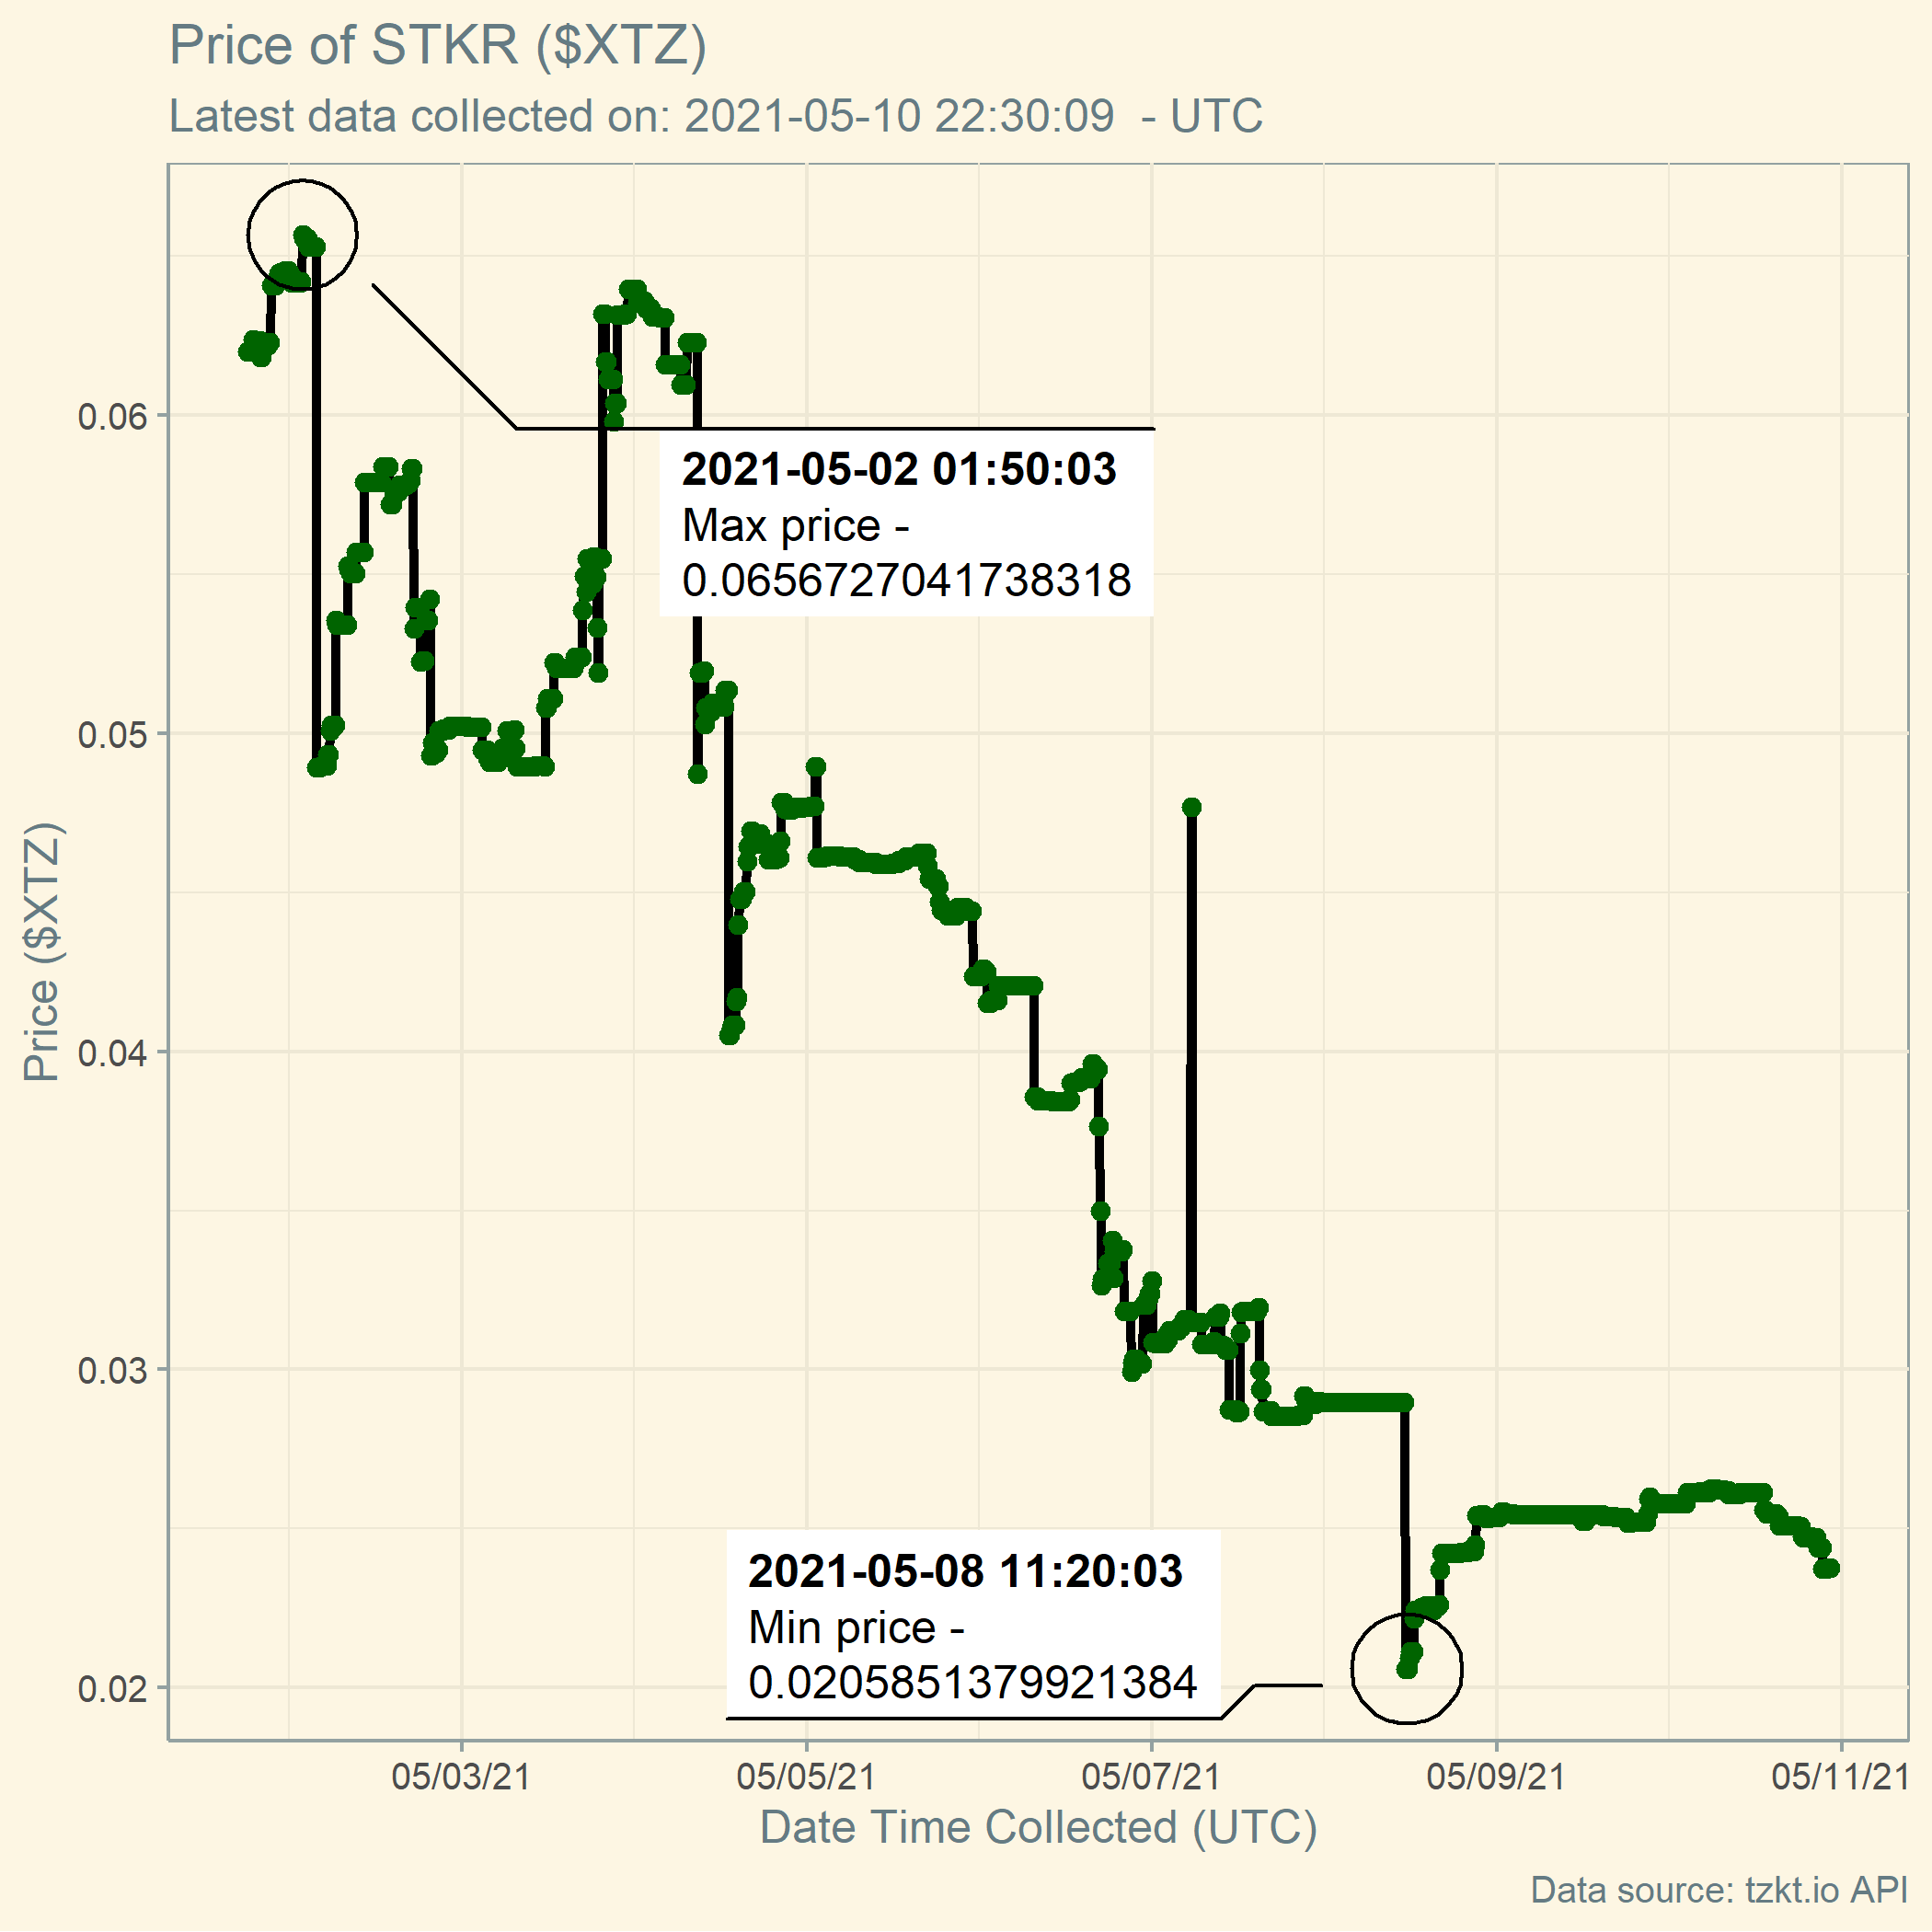 Price of STKR ($XTZ)
Latest data collected on: 2021-05-10 22:30:09  - UTC
Price ($XTZ)
0.06
0.05
0.04
0.03
0.02
2021-05-02 01:50:03
Max price -
0.0656727041738318
2021-05-08 11:20:03
Min price -
0.0205851379921384
05/03/21
05/05/21
05/07/21
05/09/21
05/11/21
Date Time Collected (UTC)
Data source: tzkt.io API